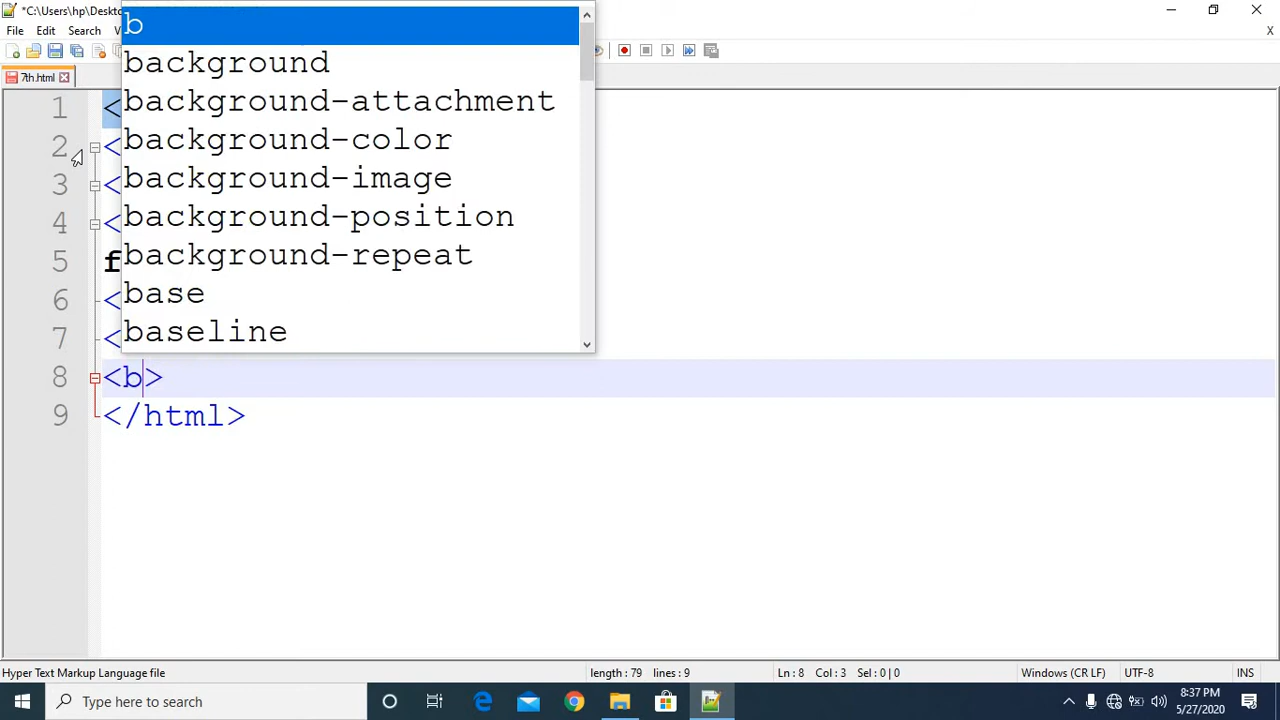 *C:\Users\hp\Deskto
File Edit Search V
X
7th.html
b
background
background-attachment
background-color
background-image
background-position
background-repeat
base
baseline
1 <
2 <
3 <
4 <
5 f
6 <
7 <
8 <b>
9 </html>
Hyper Text Markup Language file length : 79 lines : 9 Ln : 8 Col : 3 Sel : 0 | 0 Windows (CR LF) UTF-8 INS
Type here to search
8:37 PM
5/27/2020